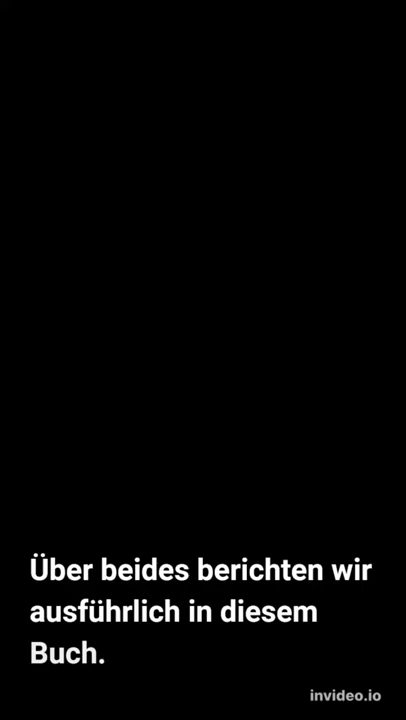 Über beides berichten wir
ausführlich in diesem
Buch.
invideo.io